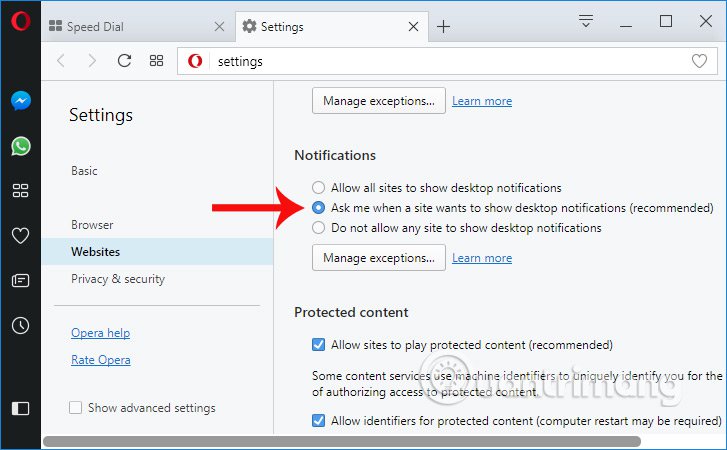 Speed Dial
Settings
settings
Settings
Basic
Browser
Websites
Privacy & security
Opera help
Rate Opera
Show advanced settings
Manage exceptions... Learn more
Notifications
Allow all sites to show desktop notifications
Ask me when a site wants to show desktop notifications (recommended)
Do not allow any site to show desktop notifications
Manage exceptions... Learn more
Protected content
Allow sites to play protected content (recommended)
Some content services use machine identifiers to uniquely identify you for the
of authorizing access to protected content.
Allow identifiers for protected content (computer restart may be required)
uantrimang